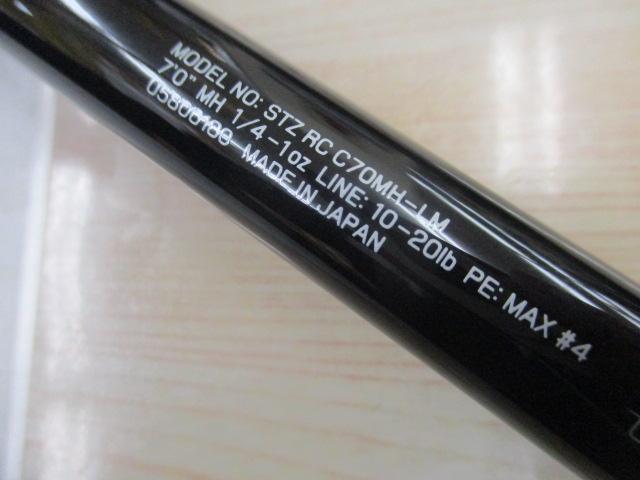 MODEL NO: STZ RC C70MH-LM
7'0" MH 1/4-1oz LINE: 10-20lb PE: MAX #4
05800188 MADE IN JAPAN